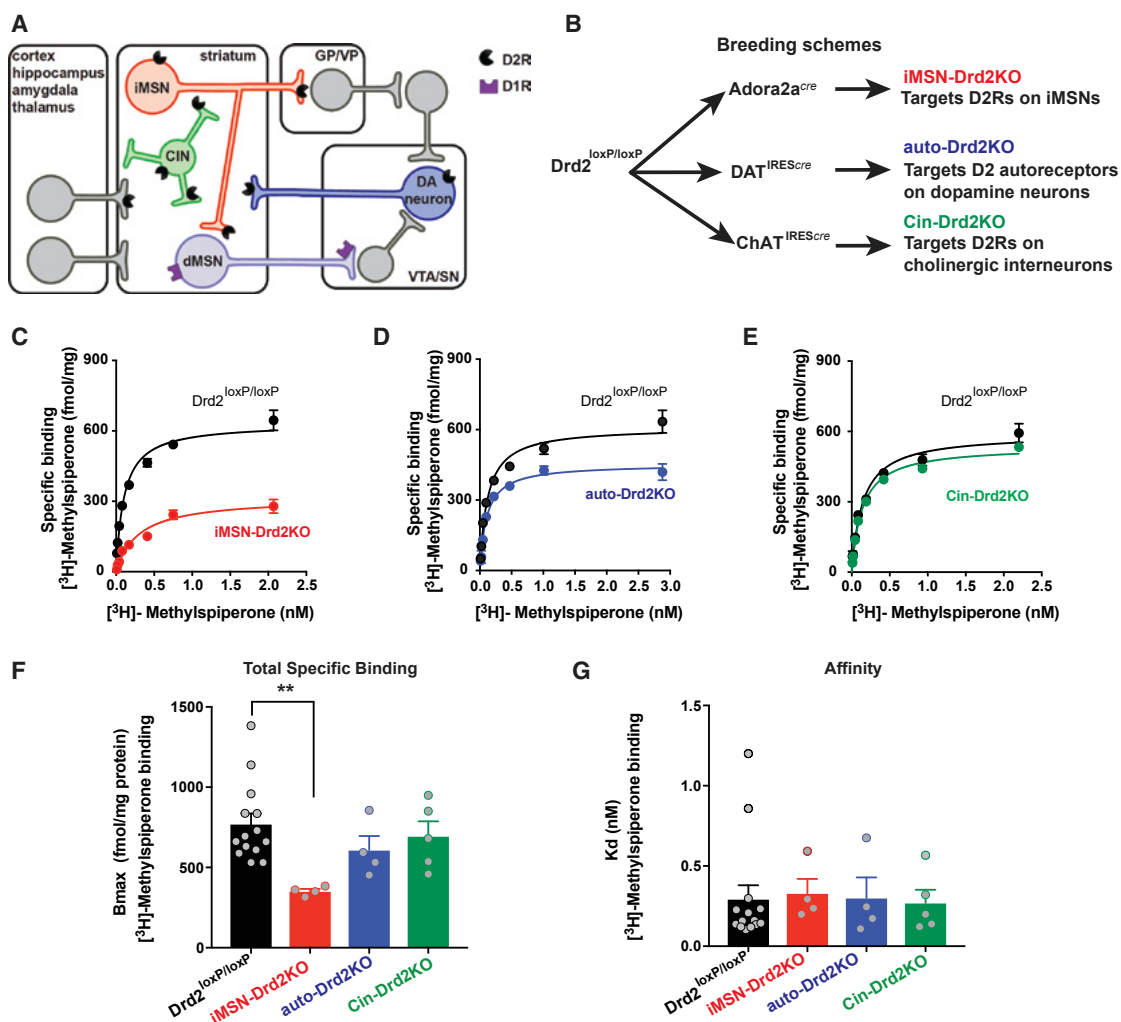 A
cortex
hippocampus
amygdala
thalamus
striatum
GP/VP
D2R
D1R
iMSN
CIN
DA
neuron
dMSN
VTA/SN
B
Breeding schemes
Drd2loxP/loxP
Adora2acre
iMSN-Drd2KO
Targets D2Rs on iMSNs
DATIREScre
auto-Drd2KO
Targets D2 autoreceptors
on dopamine neurons
ChATIREScre
Cin-Drd2KO
Targets D2Rs on
cholinergic interneurons
C
Specific binding
[3H]-Methylspiperone (fmol/mg)
900
600
300
0
Drd2loxP/loxP
iMSN-Drd2KO
0.0 0.5 1.0 1.5 2.0 2.5
[3H]- Methylspiperone (nM)
D
Specific binding
[3H]-Methylspiperone (fmol/mg)
900
600
300
0
Drd2loxP/loxP
auto-Drd2KO
0.0 0.5 1.0 1.5 2.0 2.5 3.0
[3H]- Methylspiperone (nM)
E
Specific binding
[3H]-Methylspiperone (fmol/mg)
900
600
300
0
Drd2loxP/loxP
Cin-Drd2KO
0.0 0.5 1.0 1.5 2.0 2.5
[3H]- Methylspiperone (nM)
F
Total Specific Binding
**
Bmax (fmol/mg protein)
[3H]-Methylspiperone binding
1500
1000
500
0
Drd2loxP/loxP
iMSN-Drd2KO
auto-Drd2KO
Cin-Drd2KO
G
Affinity
Kd (nM)
[3H]-Methylspiperone binding
1.5
1.0
0.5
0.0
Drd2loxP/loxP
iMSN-Drd2KO
auto-Drd2KO
Cin-Drd2KO